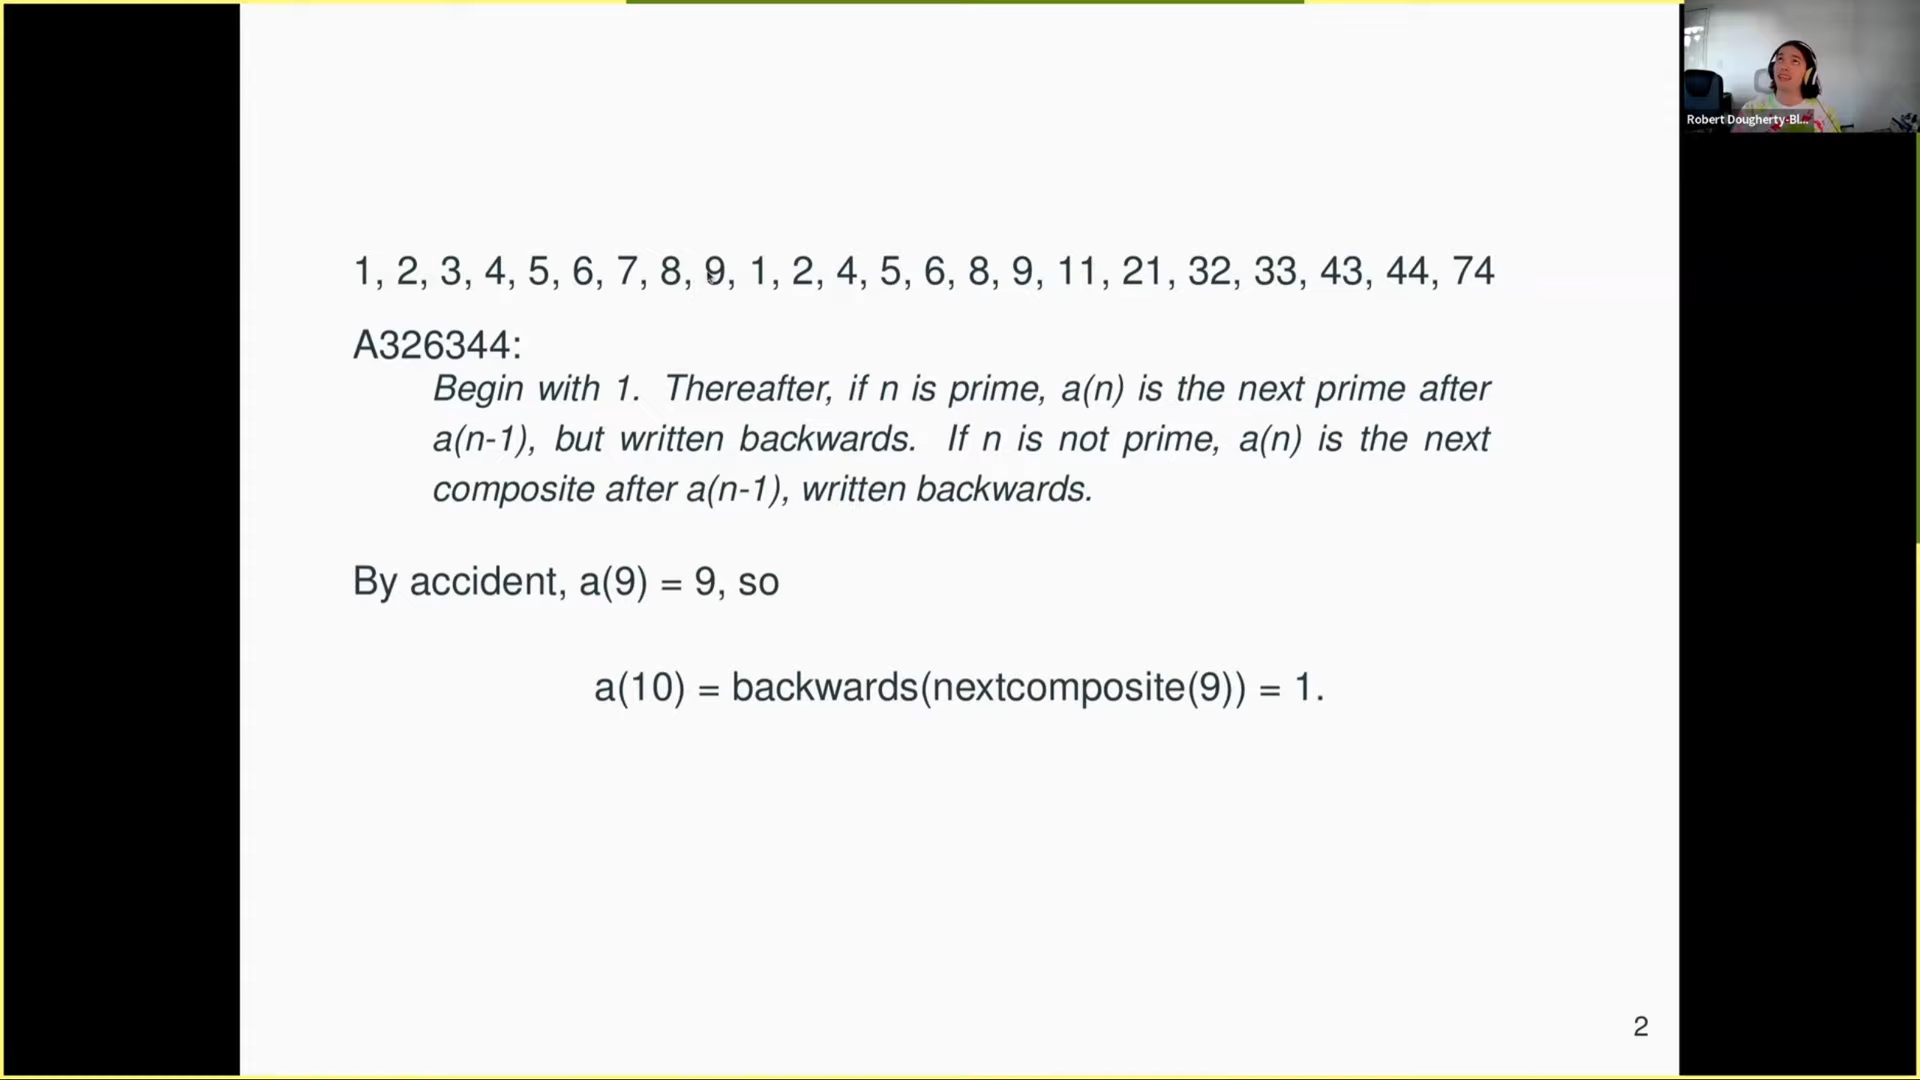 Robert Dougherty-Bl...
1, 2, 3, 4, 5, 6, 7, 8, 9, 1, 2, 4, 5, 6, 8, 9, 11, 21, 32, 33, 43, 44, 74
A326344:
Begin with 1. Thereafter, if n is prime, a(n) is the next prime after
a(n-1), but written backwards. If n is not prime, a(n) is the next
composite after a(n-1), written backwards.
By accident, a(9) = 9, so
a(10) = backwards(nextcomposite(9)) = 1.
2